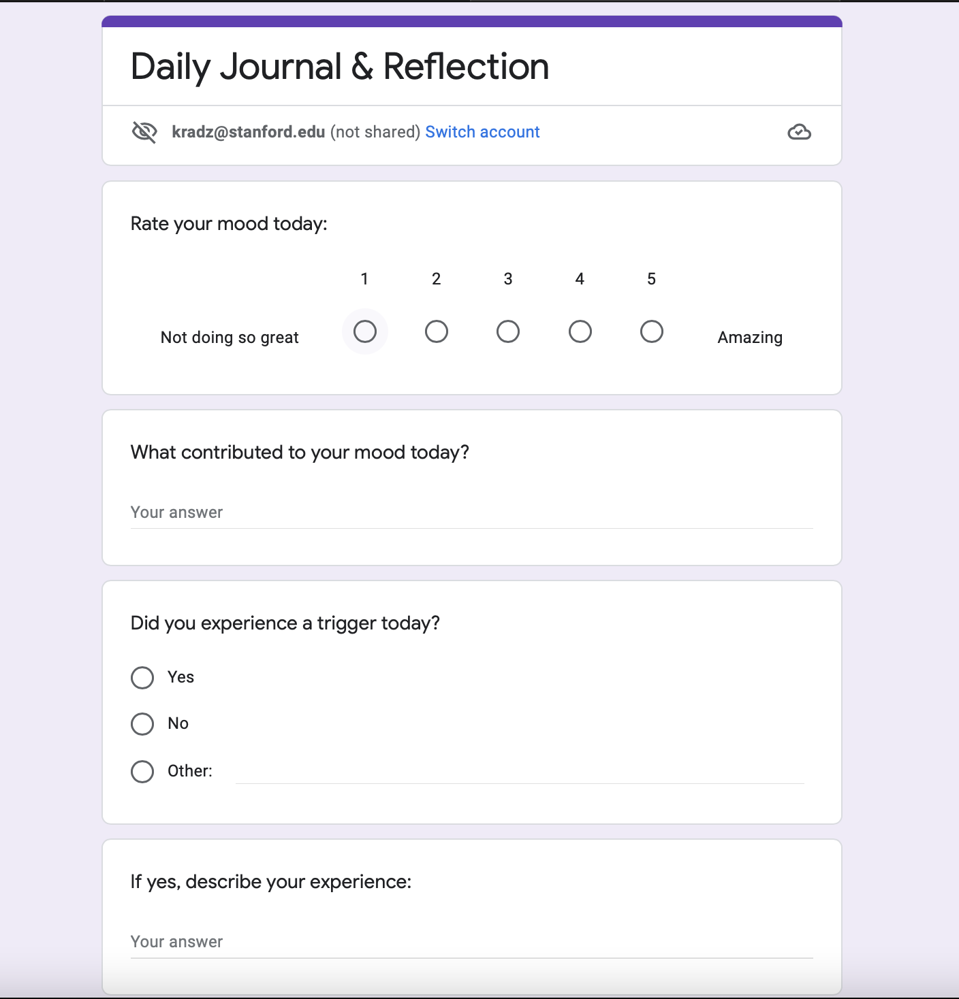 Daily Journal & Reflection
kradz@stanford.edu (not shared) Switch account
Rate your mood today:
1 2 3 4 5
Not doing so great Amazing
What contributed to your mood today?
Your answer
Did you experience a trigger today?
Yes
No
Other:
If yes, describe your experience:
Your answer